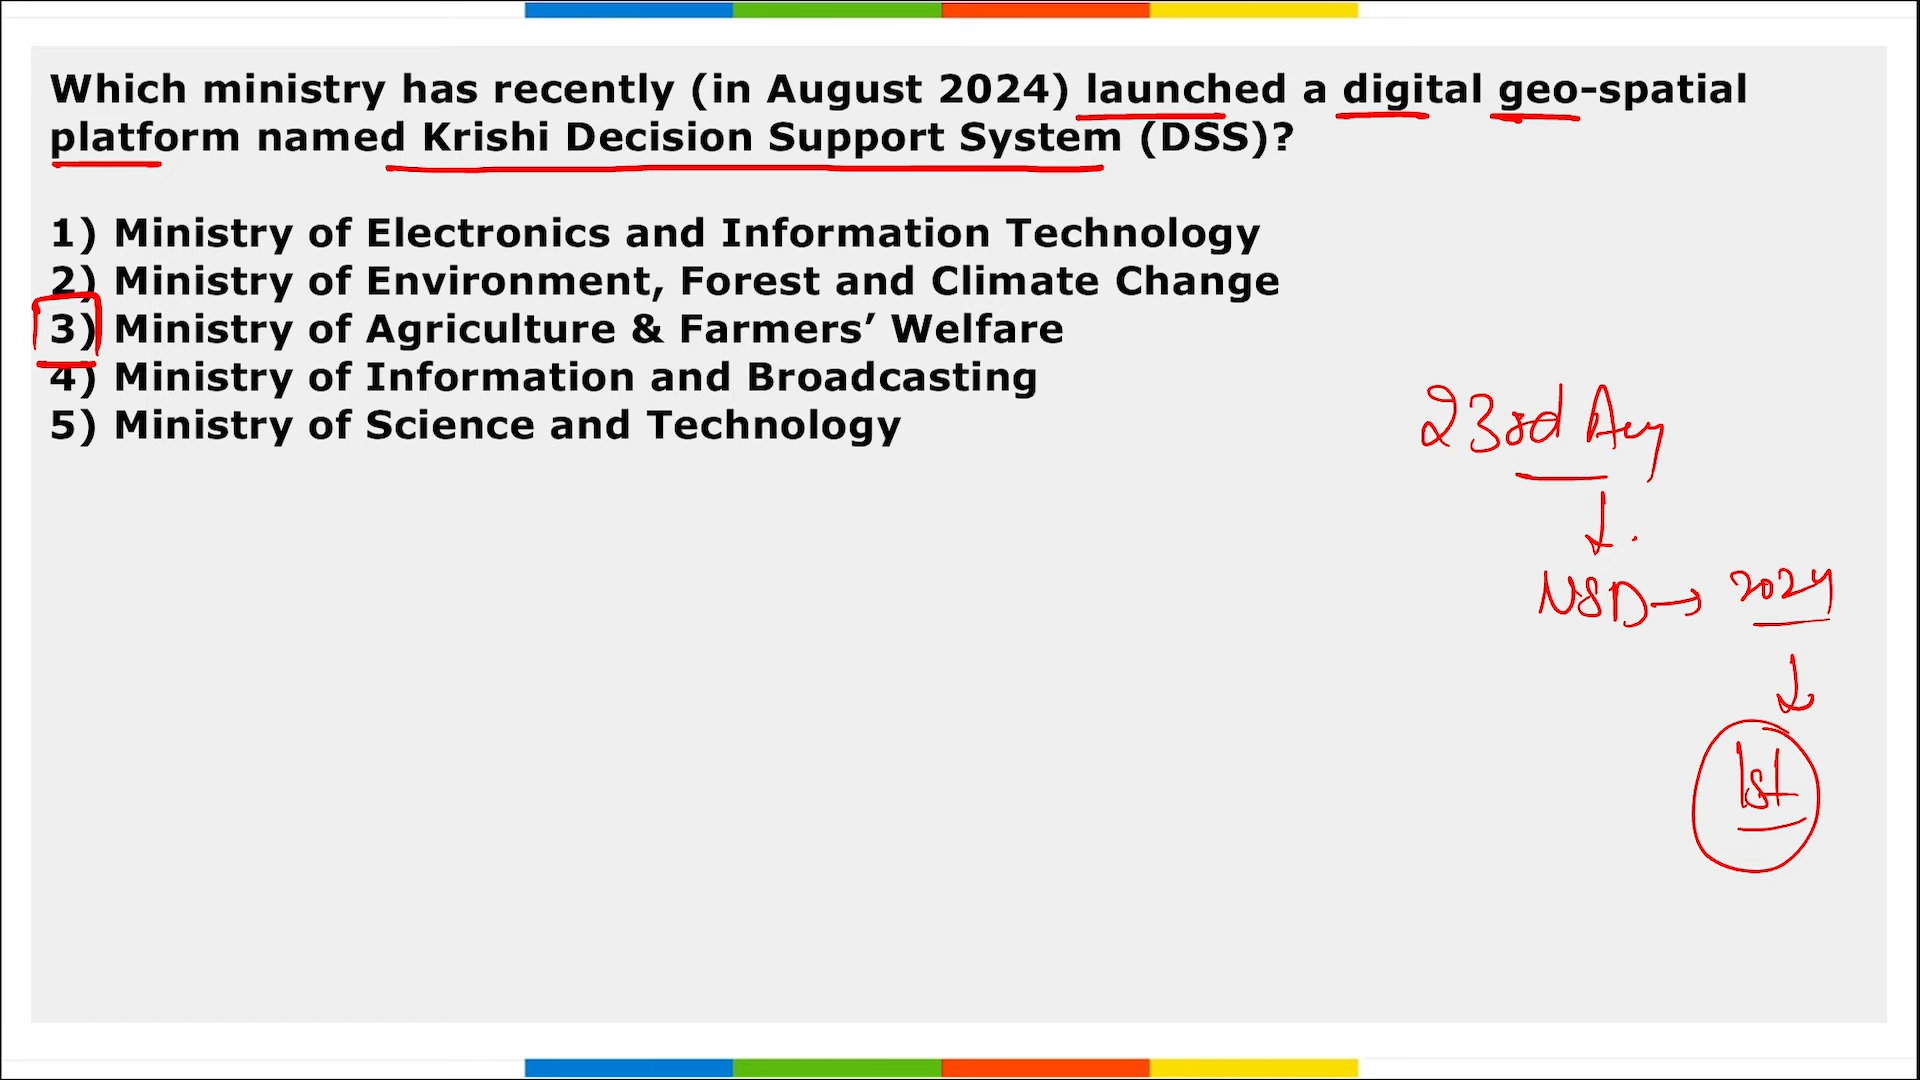 Which ministry has recently (in August 2024) launched a digital geo-spatial
platform named Krishi Decision Support System (DSS)?
1) Ministry of Electronics and Information Technology
2) Ministry of Environment, Forest and Climate Change
3) Ministry of Agriculture & Farmers’ Welfare
4) Ministry of Information and Broadcasting
5) Ministry of Science and Technology
23rd Aug
NSD → 2024
1st